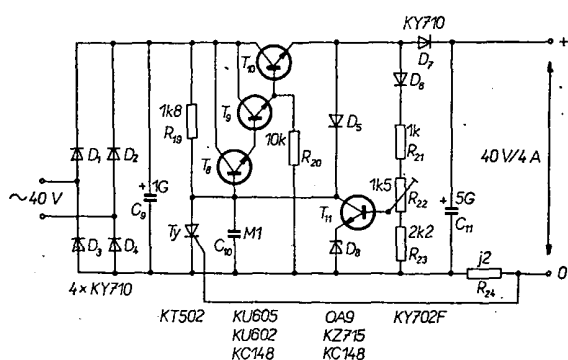 KY710
T₁₀
D₇
+
T₉
D₆
1k8
R₁₉
10k
R₂₀
D₅
1k
R₂₁
T₈
D₁
D₂
40 V/4 A
1k5
R₂₂
~40 V
+ 1G
C₉
T₁₁
+ 5G
C₁₁
Ty
M1
C₁₀
D₃
D₄
D₈
2k2
R₂₃
j2
R₂₄
0
4×KY710
KT502 KU605 OA9 KY702F
KU602 KZ715
KC148 KC148